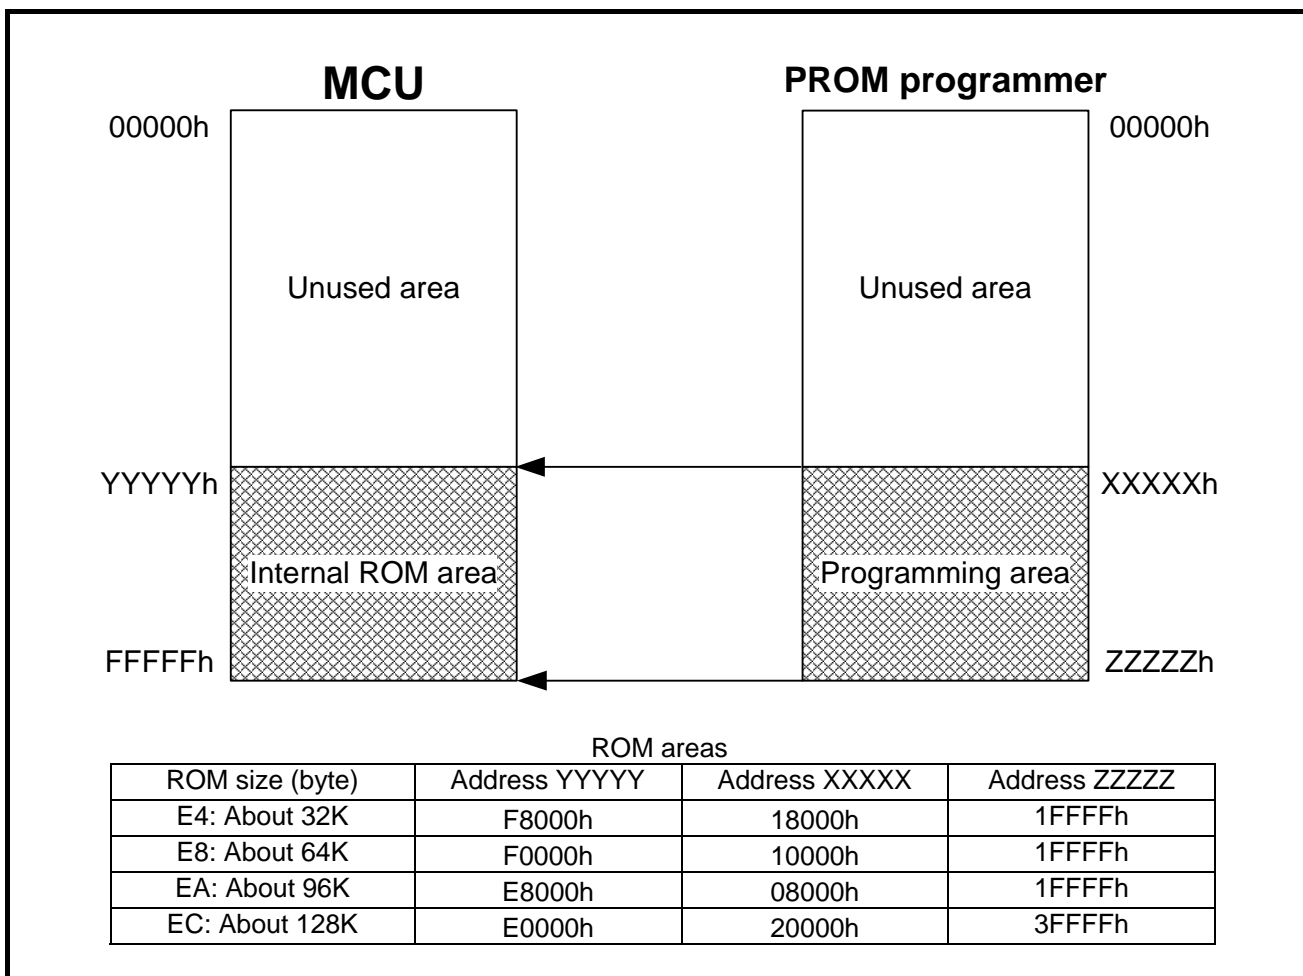 MCU
PROM programmer
00000h
00000h
Unused area
Unused area
YYYYYh
XXXXXh
Internal ROM area
Programming area
FFFFFh
ZZZZZh
ROM areas
ROM size (byte) Address YYYYY Address XXXXX Address ZZZZZ
E4: About 32K F8000h 18000h 1FFFFh
E8: About 64K F0000h 10000h 1FFFFh
EA: About 96K E8000h 08000h 1FFFFh
EC: About 128K E0000h 20000h 3FFFFh